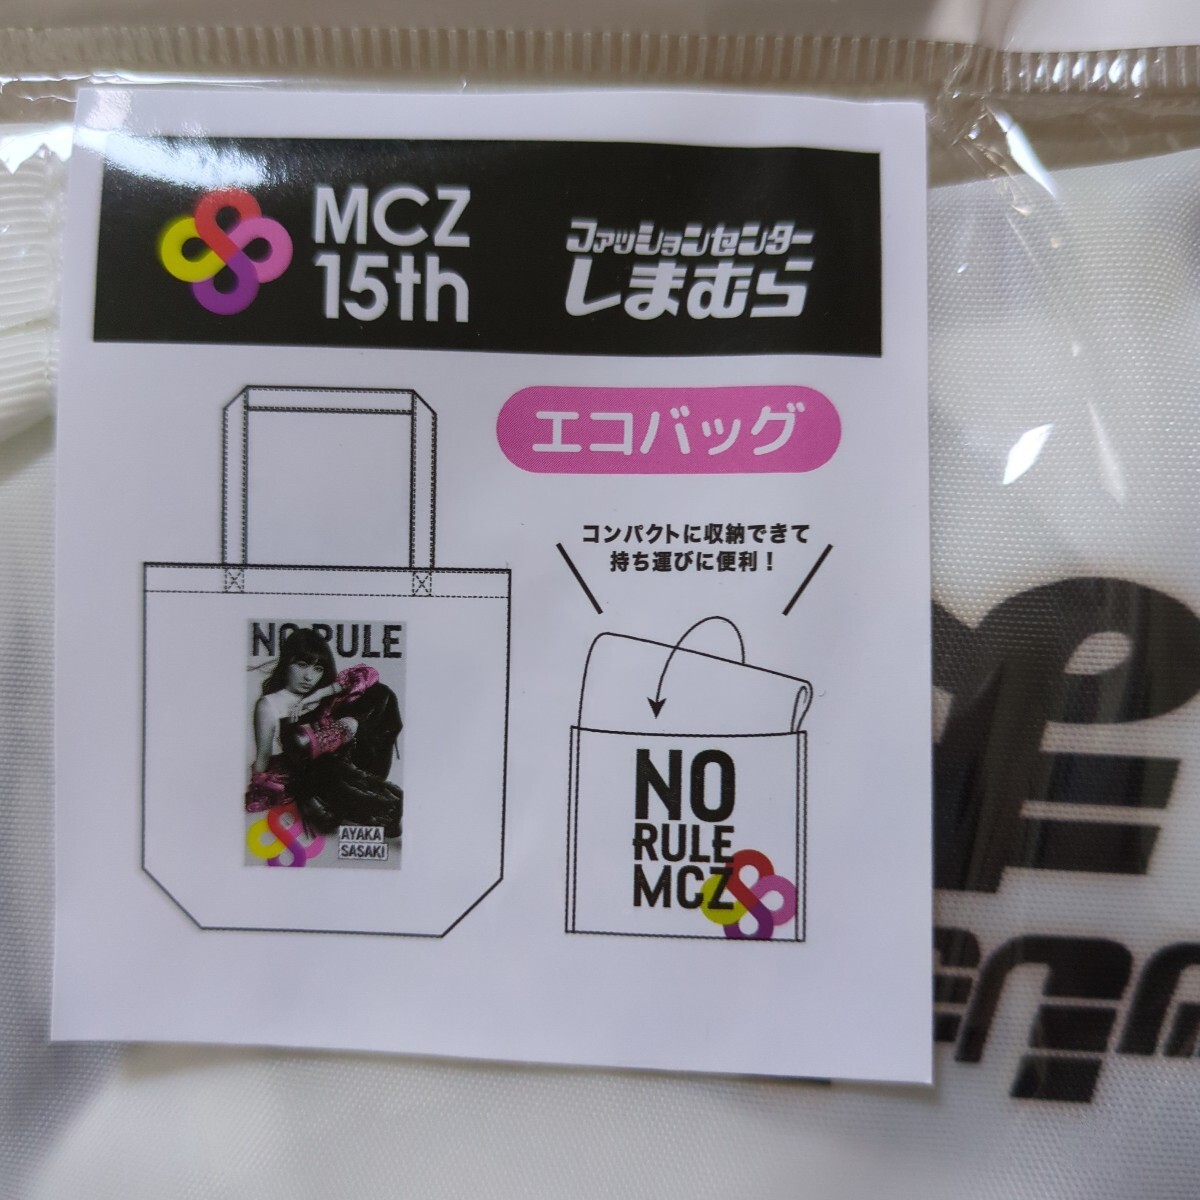 MCZ
15th
ファッションセンター
しまむら
エコバッグ
コンパクトに収納できて
持ち運びに便利！
NO RULE
AYAKA
SASAKI
NO
RULE
MCZ